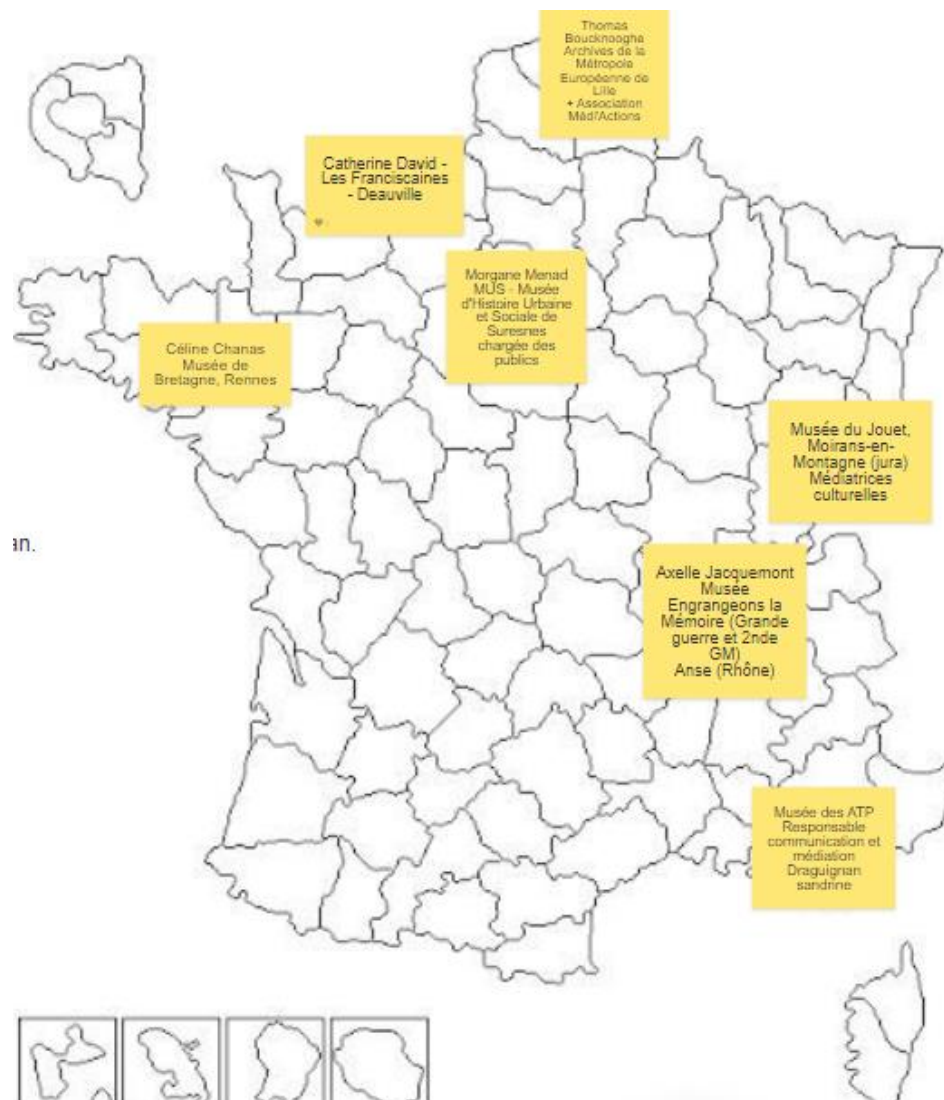 Thomas
Boucknooghe
Archives de la
Métropole
Européenne de
Lille
+ Association
Méd/Actions
Catherine David -
Les Franciscaines
- Deauville
Morgane Menad
MUS - Musée
d'Histoire Urbaine
et Sociale de
Suresnes
chargée des
publics
Céline Chanas
Musée de
Bretagne, Rennes
Musée du Jouet,
Moirans-en-
Montagne (jura)
Médiatrices
culturelles
an.
Axelle Jacquemont
Musée
Engrangeons la
Mémoire (Grande
guerre et 2nde
GM)
Anse (Rhône)
Musée des ATP
Responsable
communication et
médiation
Draguignan
sandrine